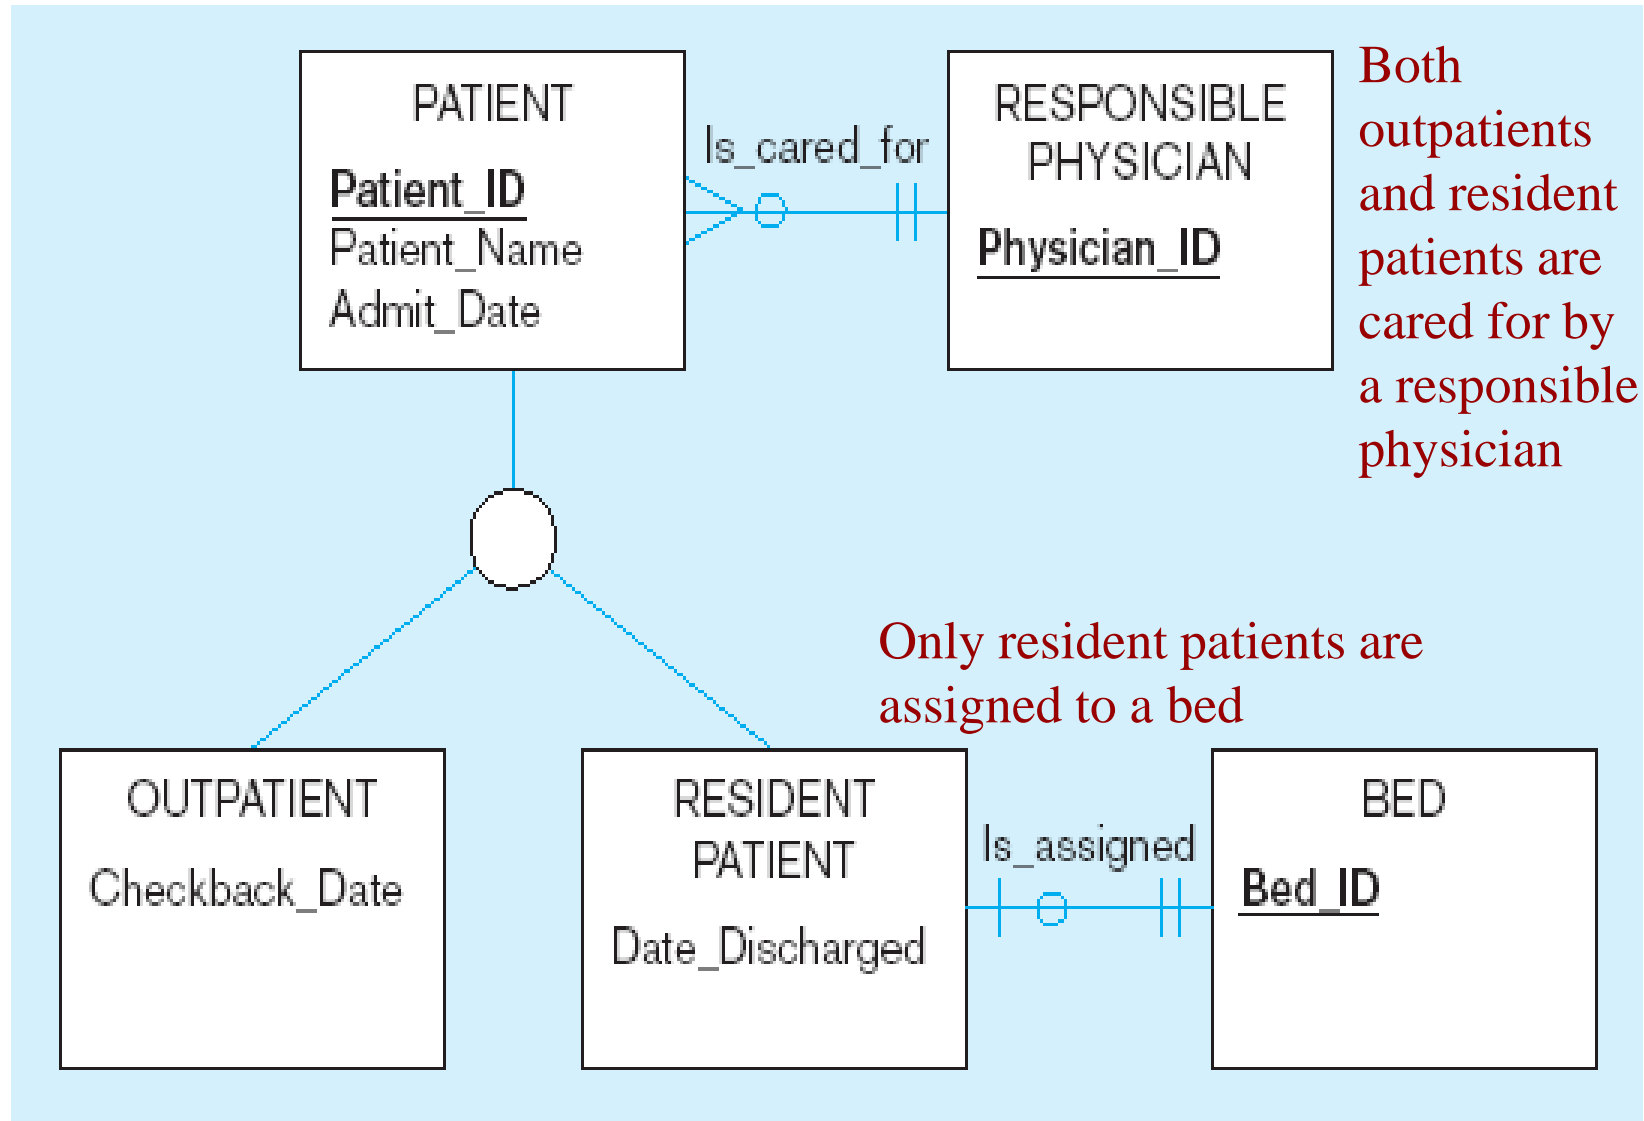 PATIENT
Patient_ID
Patient_Name
Admit_Date
Is_cared_for
RESPONSIBLE
PHYSICIAN
Physician_ID
Both
outpatients
and resident
patients are
cared for by
a responsible
physician
Only resident patients are
assigned to a bed
OUTPATIENT
Checkback_Date
RESIDENT
PATIENT
Date_Discharged
Is_assigned
BED
Bed_ID